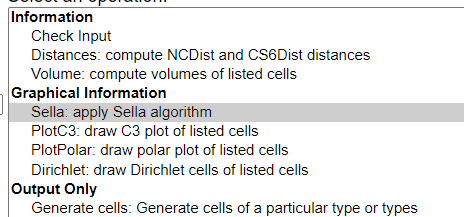 Select an operation:
Information
Check Input
Distances: compute NCDist and CS6Dist distances
Volume: compute volumes of listed cells
Graphical Information
Sella: apply Sella algorithm
PlotC3: draw C3 plot of listed cells
PlotPolar: draw polar plot of listed cells
Dirichlet: draw Dirichlet cells of listed cells
Output Only
Generate cells: Generate cells of a particular type or types